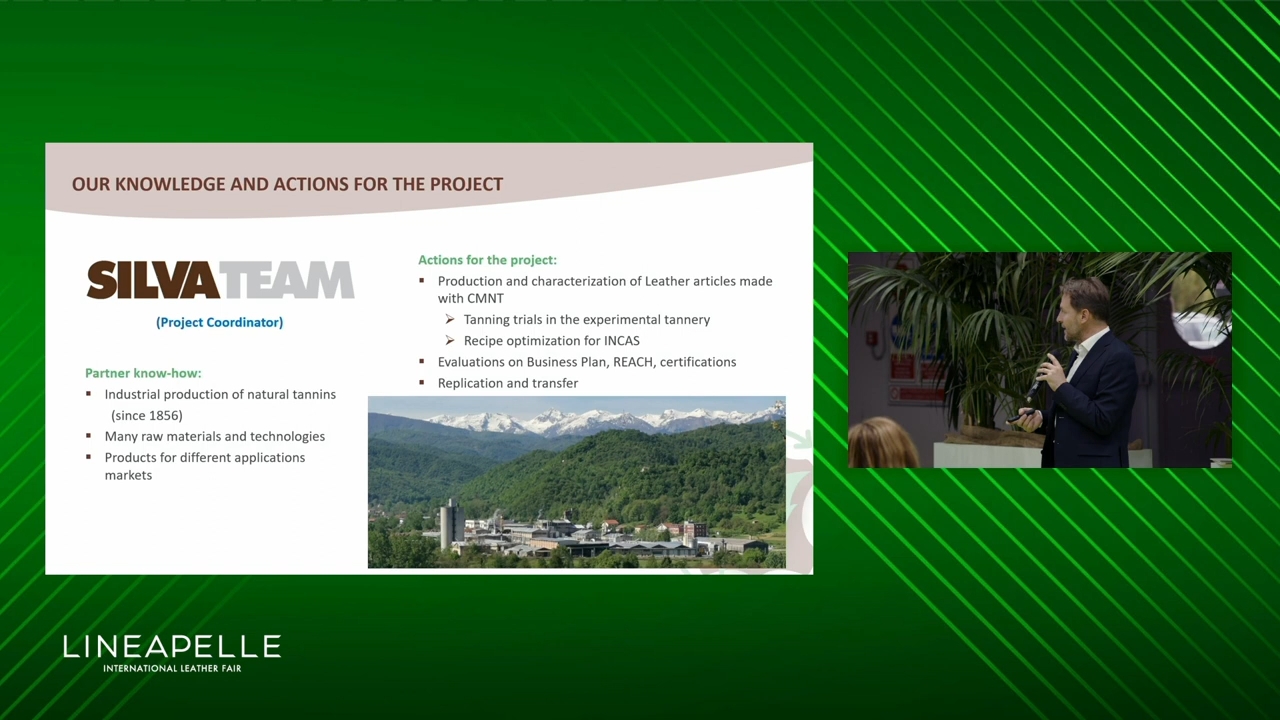 OUR KNOWLEDGE AND ACTIONS FOR THE PROJECT
SILVATEAM
(Project Coordinator)
Partner know-how:
▪ Industrial production of natural tannins
(since 1856)
▪ Many raw materials and technologies
▪ Products for different applications
markets
Actions for the project:
▪ Production and characterization of Leather articles made
with CMNT
➢ Tanning trials in the experimental tannery
➢ Recipe optimization for INCAS
▪ Evaluations on Business Plan, REACH, certifications
▪ Replication and transfer
LINEAPELLE
INTERNATIONAL LEATHER FAIR